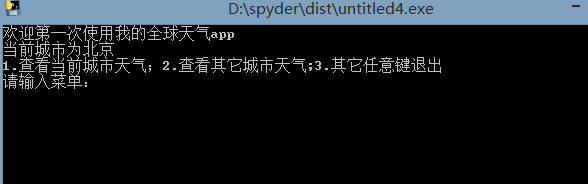 D:\spyder\dist\untitled4.exe
欢迎第一次使用我的全球天气app
当前城市为北京
1.查看当前城市天气；2.查看其它城市天气;3.其它任意键退出
请输入菜单：